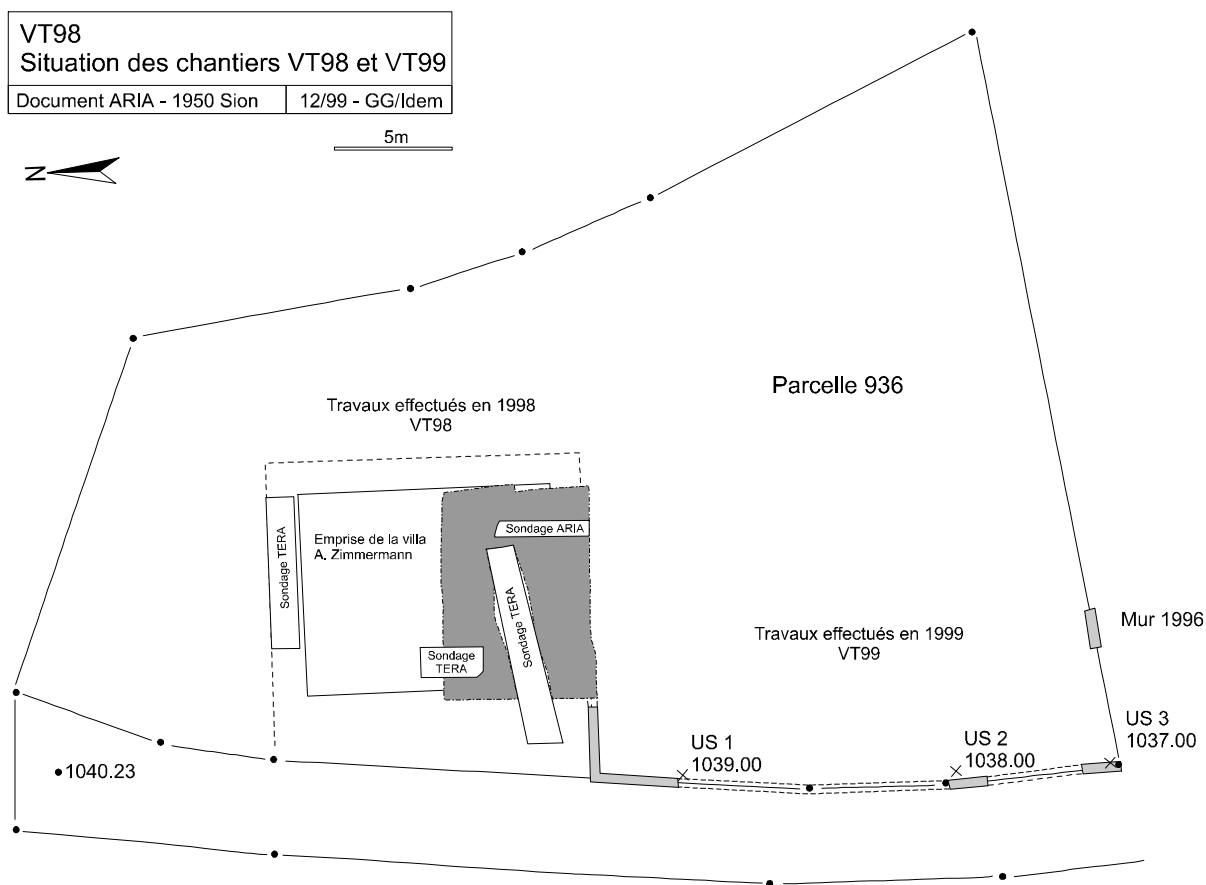 VT98
Situation des chantiers VT98 et VT99
Document ARIA - 1950 Sion
12/99 - GG/Idem
5m
N
Parcelle 936
Travaux effectués en 1998
VT98
Sondage TERA
Emprise de la villa
A. Zimmermann
Sondage ARIA
Sondage TERA
Sondage
TERA
Travaux effectués en 1999
VT99
Mur 1996
US 1
1039.00
US 2
1038.00
US 3
1037.00
1040.23